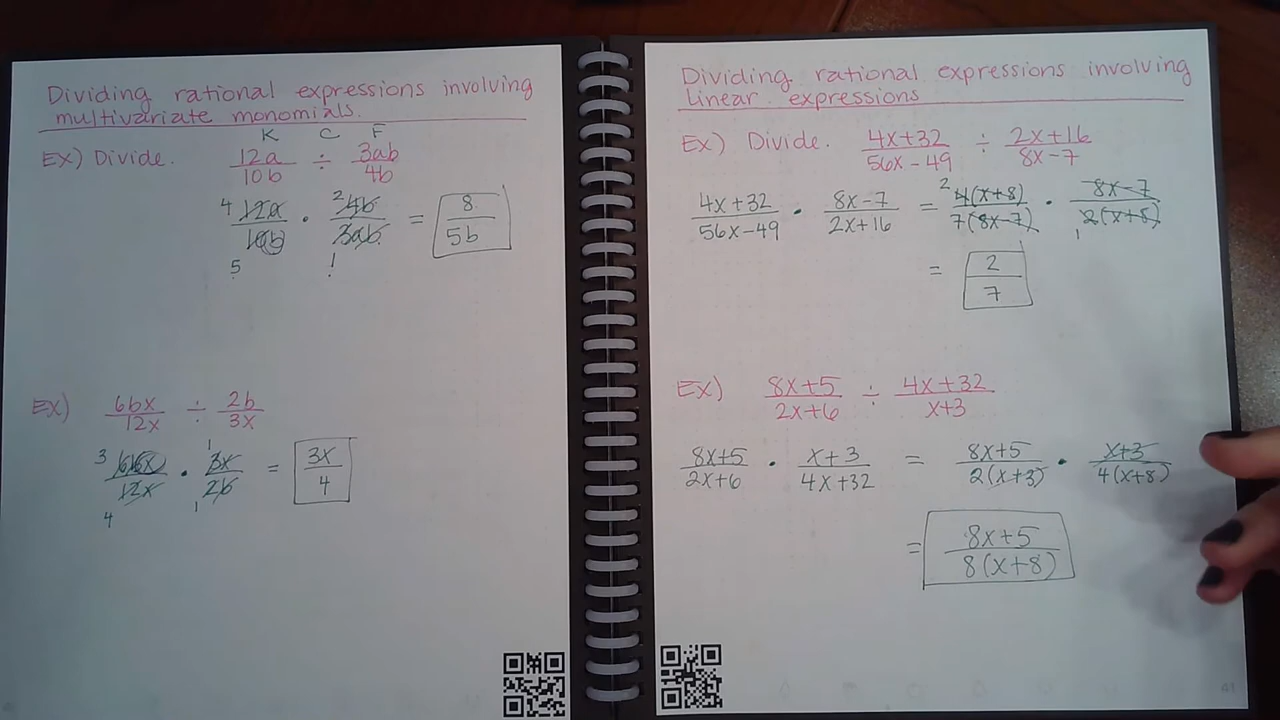 Dividing rational expressions involving
multivariate monomials.
K C F
Ex) Divide. 12a/10b ÷ 3ab/4b
4 12a/10b 5 · 2 4b/3ab 1 = 8/5b
Ex) 6bx/12x ÷ 2b/3x
3 6bx/12x 4 · 1 3x/2b 1 = 3x/4
Dividing rational expressions involving
linear expressions
Ex) Divide. 4x+32/56x-49 ÷ 2x+16/8x-7
4x+32/56x-49 · 8x-7/2x+16 = 2 4(x+8)/7(8x-7) · 8x-7/2(x+8) 1
= 2/7
Ex) 8x+5/2x+6 ÷ 4x+32/x+3
8x+5/2x+6 · x+3/4x+32 = 8x+5/2(x+3) · x+3/4(x+8)
= 8x+5/8(x+8)